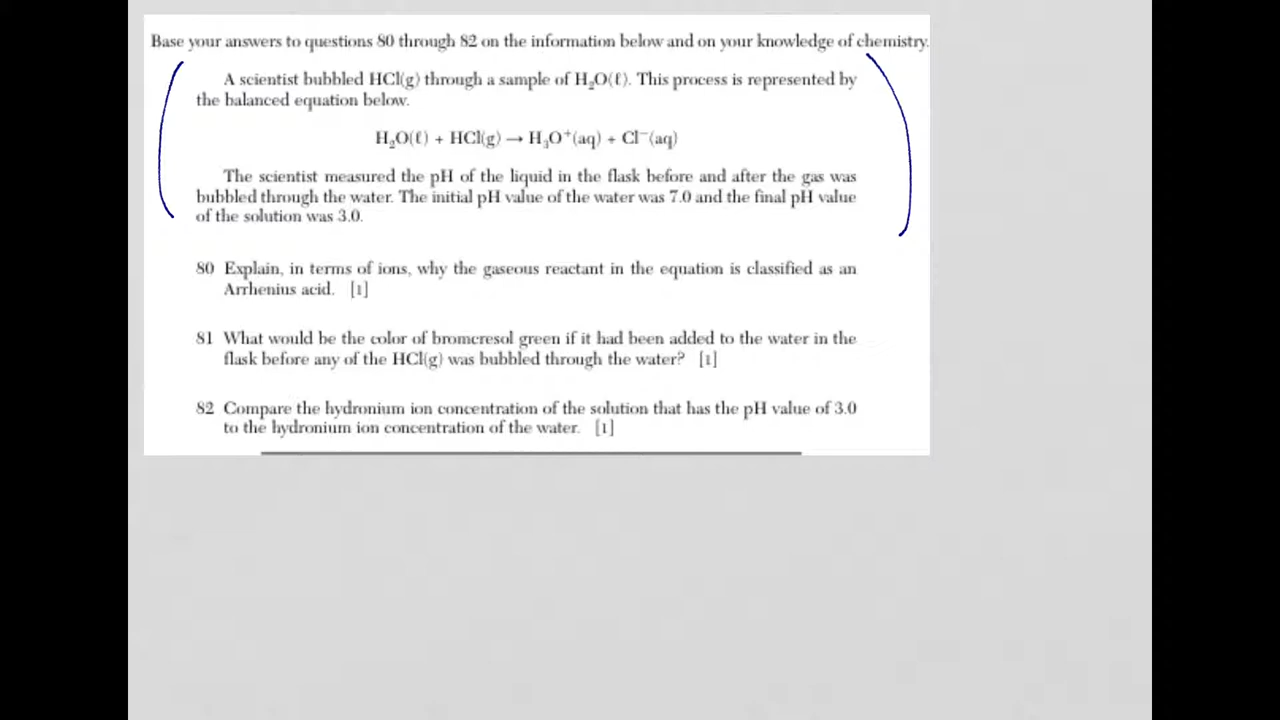 Base your answers to questions 80 through 82 on the information below and on your knowledge of chemistry.
A scientist bubbled HCl(g) through a sample of H₂O(ℓ). This process is represented by
the balanced equation below.
H₂O(ℓ) + HCl(g) → H₃O⁺(aq) + Cl⁻(aq)
The scientist measured the pH of the liquid in the flask before and after the gas was
bubbled through the water. The initial pH value of the water was 7.0 and the final pH value
of the solution was 3.0.
80 Explain, in terms of ions, why the gaseous reactant in the equation is classified as an
Arrhenius acid. [1]
81 What would be the color of bromcresol green if it had been added to the water in the
flask before any of the HCl(g) was bubbled through the water? [1]
82 Compare the hydronium ion concentration of the solution that has the pH value of 3.0
to the hydronium ion concentration of the water. [1]